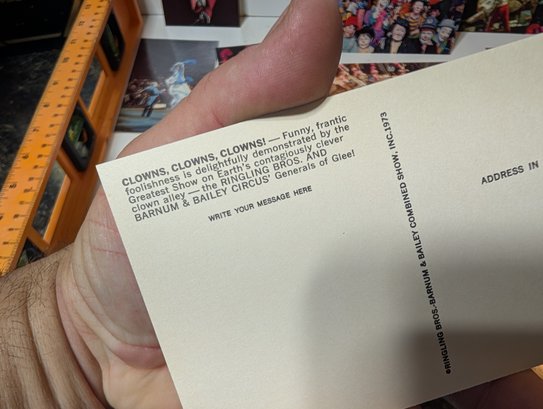 CLOWNS, CLOWNS, CLOWNS! — Funny, frantic
foolishness is delightfully demonstrated by the
Greatest Show on Earth's contagiously clever
clown alley — the RINGLING BROS. AND
BARNUM & BAILEY CIRCUS' Generals of Glee!
WRITE YOUR MESSAGE HERE
©RINGLING BROS.-BARNUM & BAILEY COMBINED SHOW, INC.1973
ADDRESS IN